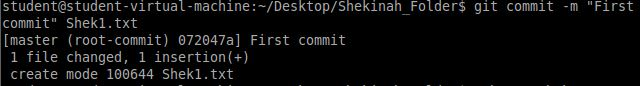 student@student-virtual-machine:~/Desktop/Shekinah_Folder$ git commit -m "First
commit" Shek1.txt
[master (root-commit) 072047a] First commit
 1 file changed, 1 insertion(+)
 create mode 100644 Shek1.txt